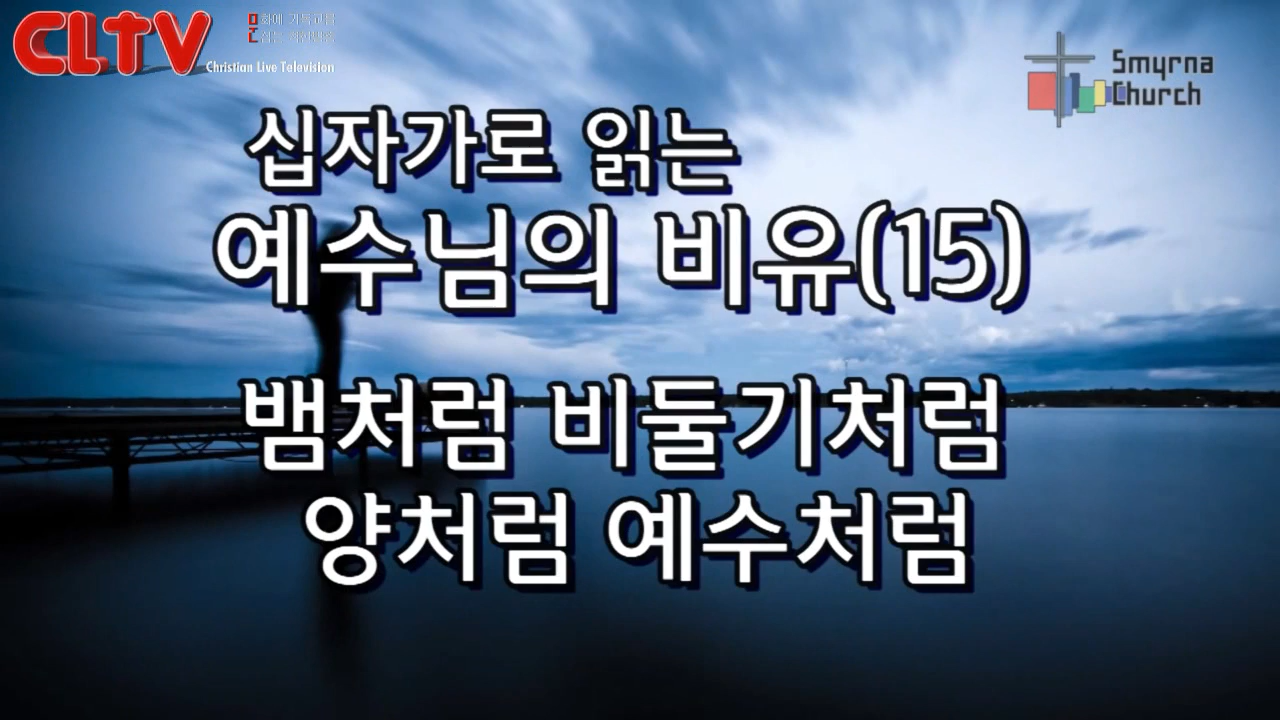 CLTV
Christian Live Television
Smyrna
Church
십자가로 읽는
예수님의 비유(15)
뱀처럼 비둘기처럼
양처럼 예수처럼